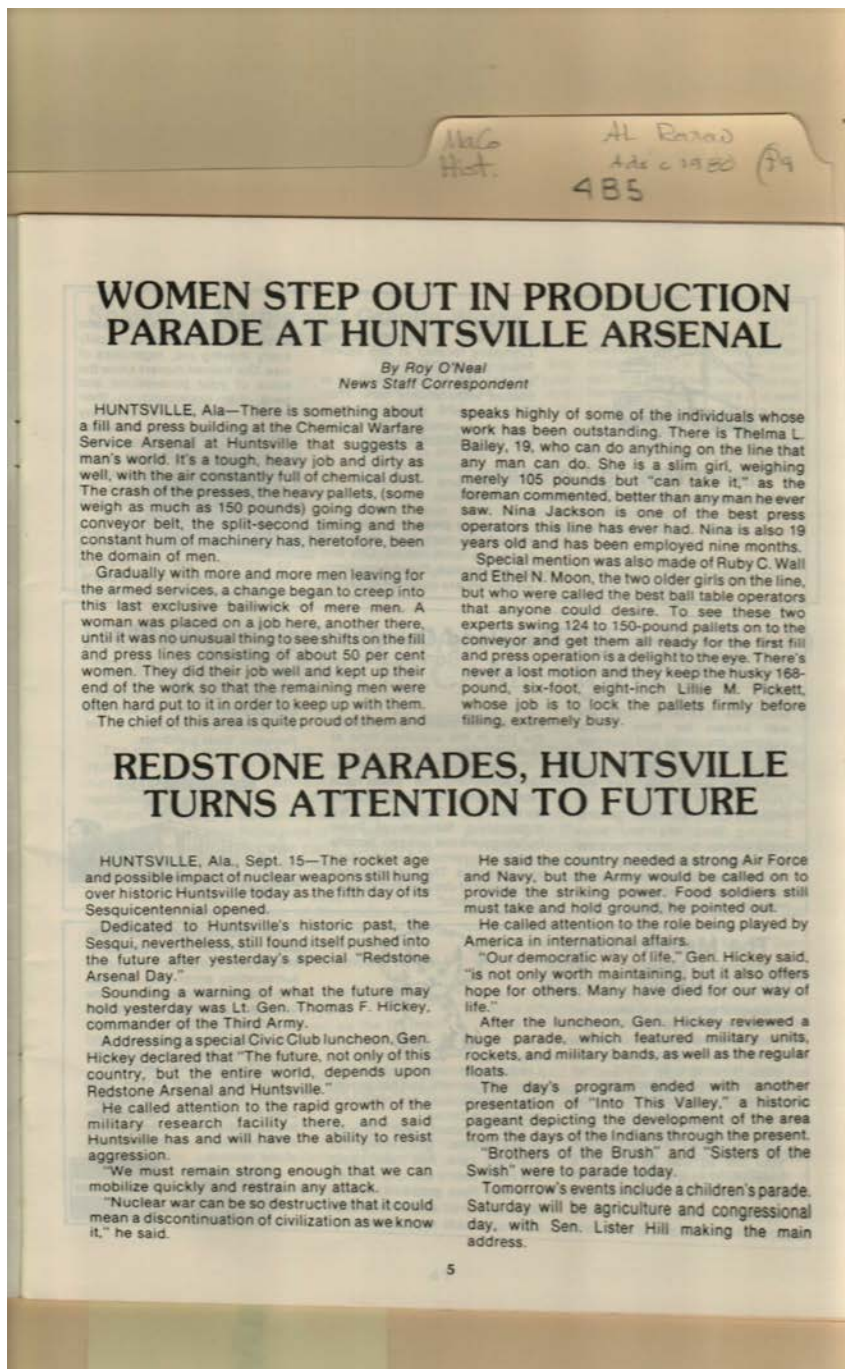 MaCo
Hist.
AL
Ads c 1980
485
WOMEN STEP OUT IN PRODUCTION
PARADE AT HUNTSVILLE ARSENAL
By Roy O'Neal
News Staff Correspondent
HUNTSVILLE, Ala—There is something about
a fill and press building at the Chemical Warfare
Service Arsenal at Huntsville that suggests a
man's world. It's a tough, heavy job and dirty as
well, with the air constantly full of chemical dust.
The crash of the presses, the heavy pallets, (some
weigh as much as 150 pounds) going down the
conveyor belt, the split-second timing and the
constant hum of machinery has, heretofore, been
the domain of men.
Gradually with more and more men leaving for
the armed services, a change began to creep into
this last exclusive bailiwick of mere men. A
woman was placed on a job here, another there,
until it was no unusual thing to see shifts on the fill
and press lines consisting of about 50 per cent
women. They did their job well and kept up their
end of the work so that the remaining men were
often hard put to it in order to keep up with them.
The chief of this area is quite proud of them and
speaks highly of some of the individuals whose
work has been outstanding. There is Thelma L.
Bailey, 19, who can do anything on the line that
any man can do. She is a slim girl, weighing
merely 105 pounds but "can take it," as the
foreman commented, better than any man he ever
saw. Nina Jackson is one of the best press
operators this line has ever had. Nina is also 19
years old and has been employed nine months.
Special mention was also made of Ruby C. Wall
and Ethel N. Moon, the two older girls on the line,
but who were called the best ball table operators
that anyone could desire. To see these two
experts swing 124 to 150-pound pallets on to the
conveyor and get them all ready for the first fill
and press operation is a delight to the eye. There's
never a lost motion and they keep the husky 168-
pound, six-foot, eight-inch Lillie M. Pickett,
whose job is to lock the pallets firmly before
filling, extremely busy.
REDSTONE PARADES, HUNTSVILLE
TURNS ATTENTION TO FUTURE
HUNTSVILLE, Ala., Sept. 15—The rocket age
and possible impact of nuclear weapons still hung
over historic Huntsville today as the fifth day of its
Sesquicentennial opened.
Dedicated to Huntsville's historic past, the
Sesqui, nevertheless, still found itself pushed into
the future after yesterday's special "Redstone
Arsenal Day."
Sounding a warning of what the future may
hold yesterday was Lt. Gen. Thomas F. Hickey,
commander of the Third Army.
Addressing a special Civic Club luncheon, Gen.
Hickey declared that "The future, not only of this
country, but the entire world, depends upon
Redstone Arsenal and Huntsville."
He called attention to the rapid growth of the
military research facility there, and said
Huntsville has and will have the ability to resist
aggression.
"We must remain strong enough that we can
mobilize quickly and restrain any attack.
"Nuclear war can be so destructive that it could
mean a discontinuation of civilization as we know
it," he said.
He said the country needed a strong Air Force
and Navy, but the Army would be called on to
provide the striking power. Food soldiers still
must take and hold ground, he pointed out.
He called attention to the role being played by
America in international affairs.
"Our democratic way of life," Gen. Hickey said,
"is not only worth maintaining, but it also offers
hope for others. Many have died for our way of
life."
After the luncheon, Gen. Hickey reviewed a
huge parade, which featured military units,
rockets, and military bands, as well as the regular
floats.
The day's program ended with another
presentation of "Into This Valley," a historic
pageant depicting the development of the area
from the days of the Indians through the present.
"Brothers of the Brush" and "Sisters of the
Swish" were to parade today.
Tomorrow's events include a children's parade.
Saturday will be agriculture and congressional
day, with Sen. Lister Hill making the main
address.
5